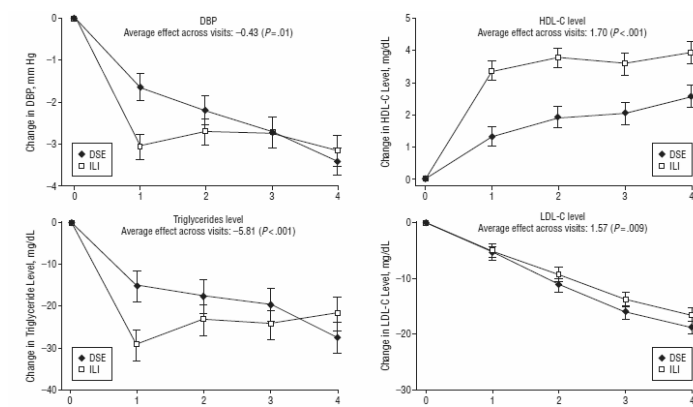 DBP
Average effect across visits: –0.43 (P=.01)
Change in DBP, mm Hg
0
–1
–2
–3
–4
DSE
ILI
0
1
2
3
4
HDL-C level
Average effect across visits: 1.70 (P<.001)
Change in HDL-C Level, mg/dL
5
4
3
2
1
0
DSE
ILI
0
1
2
3
4
Triglycerides level
Average effect across visits: –5.81 (P<.001)
Change in Triglyceride Level, mg/dL
0
–10
–20
–30
–40
DSE
ILI
0
1
2
3
4
LDL-C level
Average effect across visits: 1.57 (P=.009)
Change in LDL-C Level, mg/dL
0
–10
–20
–30
DSE
ILI
0
1
2
3
4